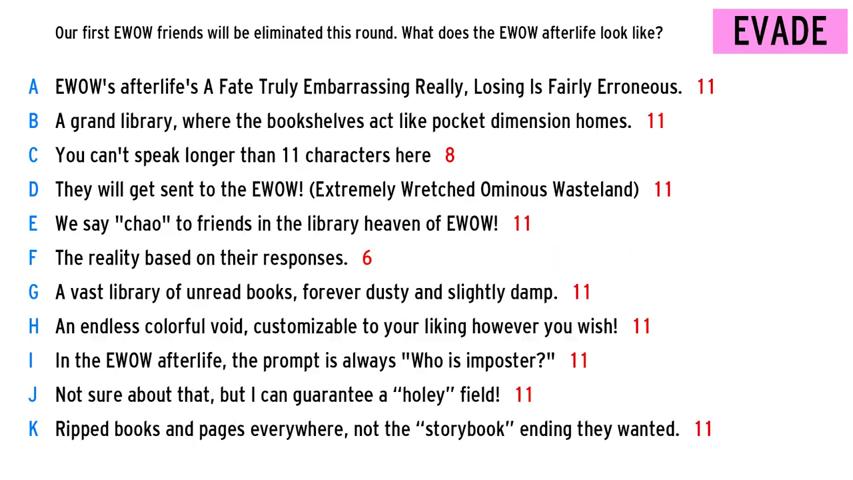 Our first EWOW friends will be eliminated this round. What does the EWOW afterlife look like?
EVADE
A EWOW's afterlife's A Fate Truly Embarrassing Really, Losing Is Fairly Erroneous. 11
B A grand library, where the bookshelves act like pocket dimension homes. 11
C You can't speak longer than 11 characters here 8
D They will get sent to the EWOW! (Extremely Wretched Ominous Wasteland) 11
E We say "chao" to friends in the library heaven of EWOW! 11
F The reality based on their responses. 6
G A vast library of unread books, forever dusty and slightly damp. 11
H An endless colorful void, customizable to your liking however you wish! 11
I In the EWOW afterlife, the prompt is always "Who is imposter?" 11
J Not sure about that, but I can guarantee a “holey” field! 11
K Ripped books and pages everywhere, not the “storybook” ending they wanted. 11